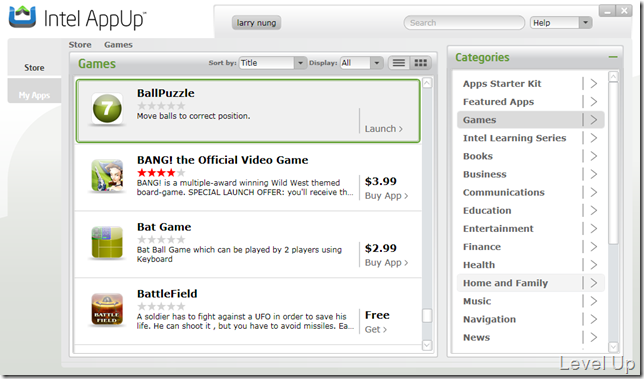 Intel AppUp™
larry nung
Search
Help
Store
My Apps
Store Games
Games
Sort by: Title
Display: All
7
BallPuzzle
Move balls to correct position.
Launch >
BANG! the Official Video Game
BANG! is a multiple-award winning Wild West themed
board-game. SPECIAL LAUNCH OFFER: you'll receive th...
$3.99
Buy App >
Bat Game
Bat Ball Game which can be played by 2 players using
Keyboard
$2.99
Buy App >
BATTLE
FIELD
BattleField
A soldier has to fight against a UFO in order to save his
life. He can shoot it , but you have to avoid missiles. Ea...
Free
Get >
Categories
Apps Starter Kit
Featured Apps
Games
Intel Learning Series
Books
Business
Communications
Education
Entertainment
Finance
Health
Home and Family
Music
Navigation
News
Level Up